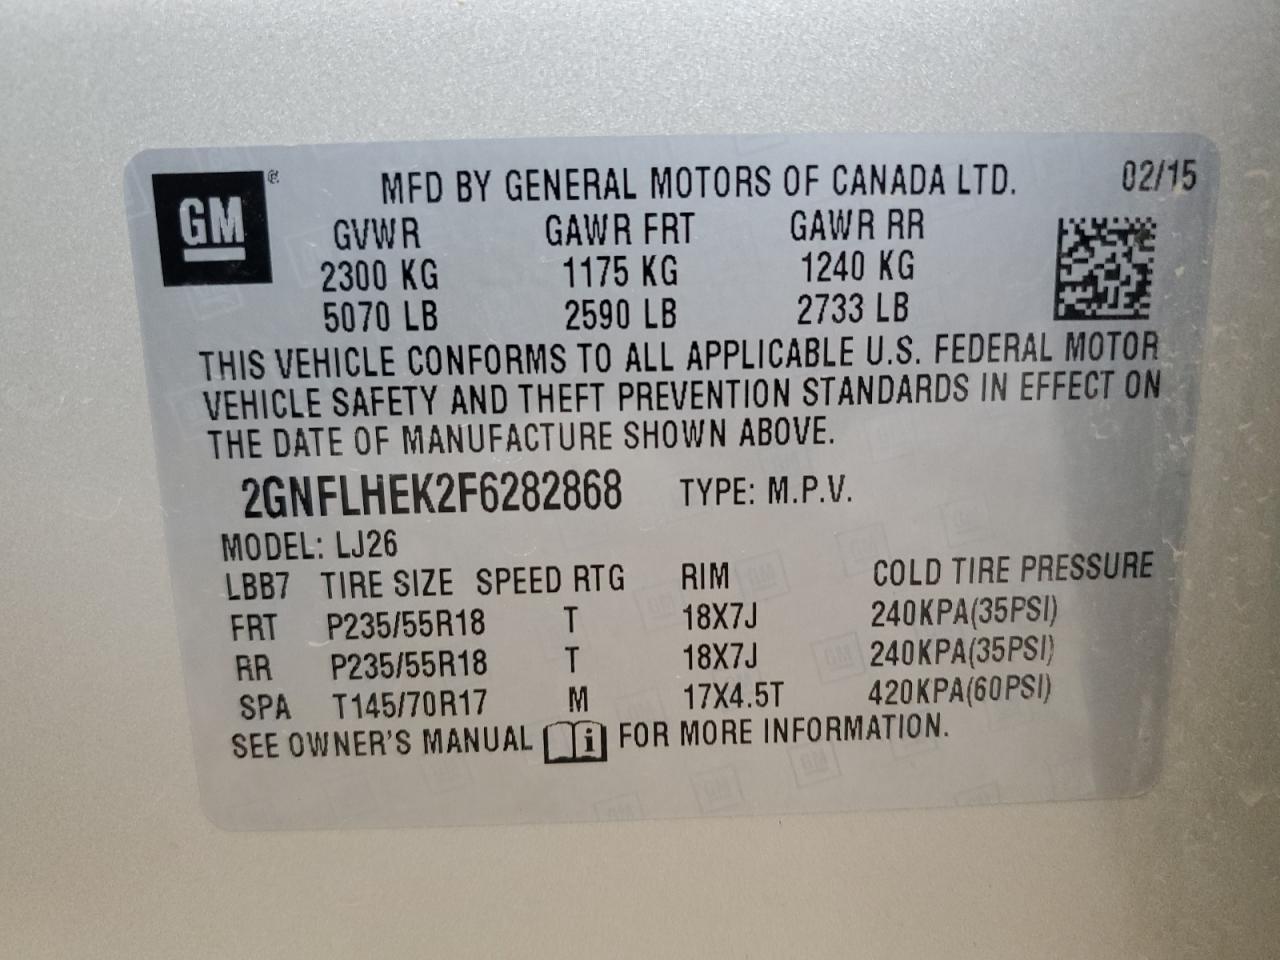 GM ®
MFD BY GENERAL MOTORS OF CANADA LTD. 02/15
GVWR GAWR FRT GAWR RR
2300 KG 1175 KG 1240 KG
5070 LB 2590 LB 2733 LB
THIS VEHICLE CONFORMS TO ALL APPLICABLE U.S. FEDERAL MOTOR
VEHICLE SAFETY AND THEFT PREVENTION STANDARDS IN EFFECT ON
THE DATE OF MANUFACTURE SHOWN ABOVE.
2GNFLHEK2F6282868 TYPE: M.P.V.
MODEL: LJ26
LBB7 TIRE SIZE SPEED RTG RIM COLD TIRE PRESSURE
FRT P235/55R18 T 18X7J 240KPA(35PSI)
RR P235/55R18 T 18X7J 240KPA(35PSI)
SPA T145/70R17 M 17X4.5T 420KPA(60PSI)
SEE OWNER'S MANUAL i FOR MORE INFORMATION.